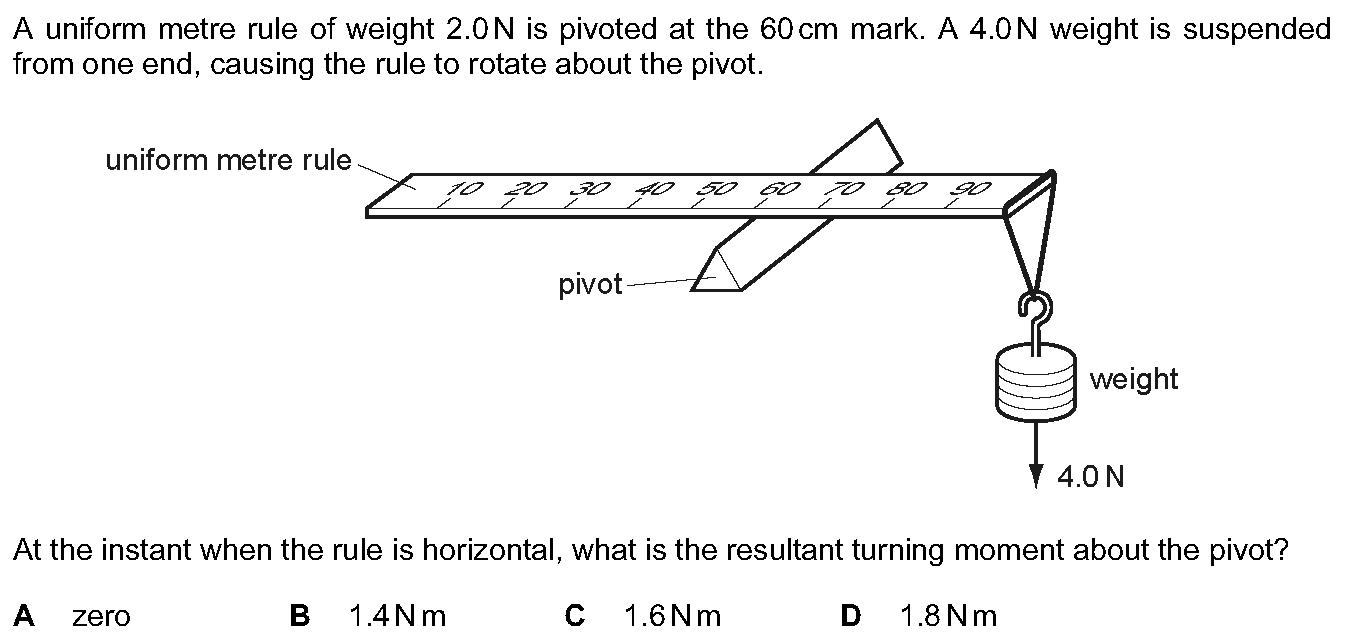 A uniform metre rule of weight 2.0 N is pivoted at the 60 cm mark. A 4.0 N weight is suspended
from one end, causing the rule to rotate about the pivot.
uniform metre rule
10 20 30 40 50 60 70 80 90
pivot
weight
4.0 N
At the instant when the rule is horizontal, what is the resultant turning moment about the pivot?
A zero B 1.4 N m C 1.6 N m D 1.8 N m